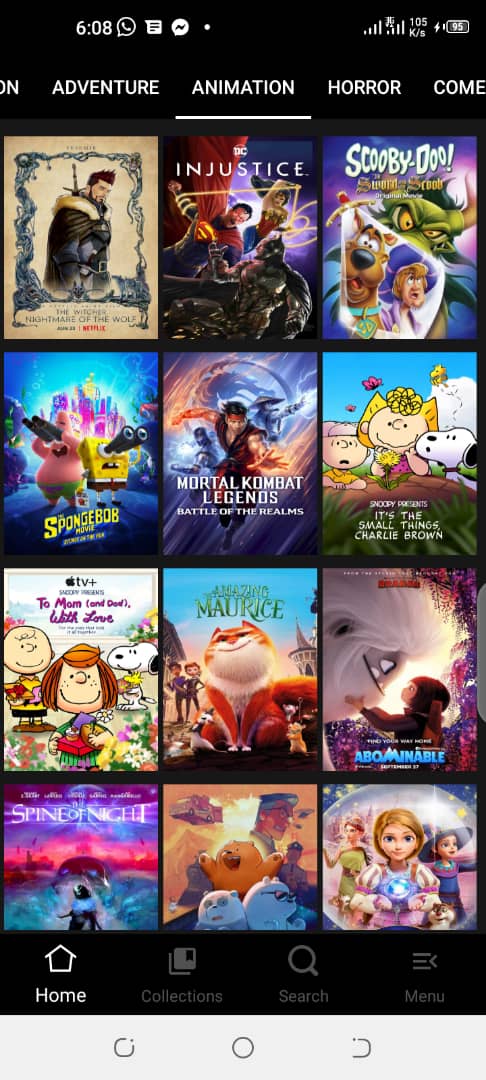 6:08
105
K/s
95
ON ADVENTURE ANIMATION HORROR COME
THE WITCHER
NIGHTMARE OF THE WOLF
NETFLIX
DC
INJUSTICE
SCOOBY-DOO!
THE Sword AND THE Scoob
Original Movie
THE SPONGEBOB
MOVIE
SPONGE ON THE RUN
MORTAL KOMBAT
LEGENDS
BATTLE OF THE REALMS
SNOOPY PRESENTS
IT'S THE
SMALL THINGS,
CHARLIE BROWN
tv+
SNOOPY PRESENTS
To Mom (and Dad),
With Love
THE AMAZING
MAURICE
FIND YOUR WAY HOME
ABOMINABLE
SEPTEMBER 27
THE
SPINE OF NIGHT
Home Collections Search Menu